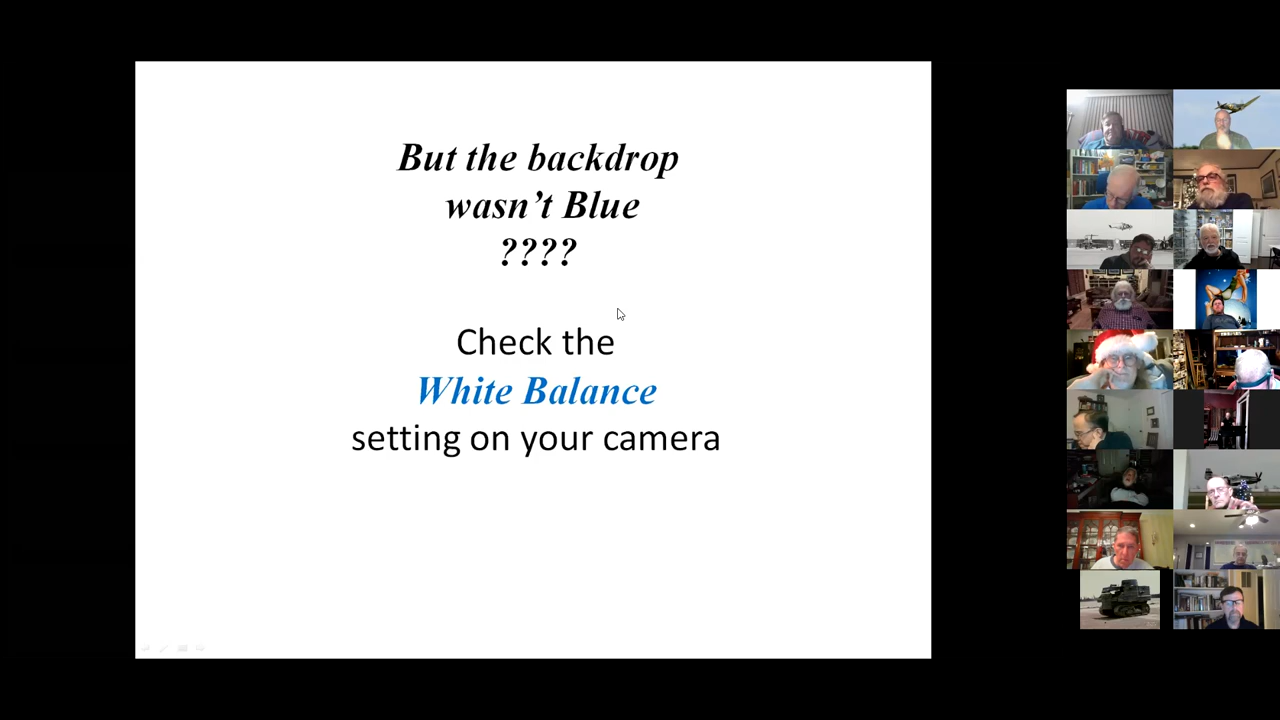 But the backdrop
wasn’t Blue
????
Check the
White Balance
setting on your camera